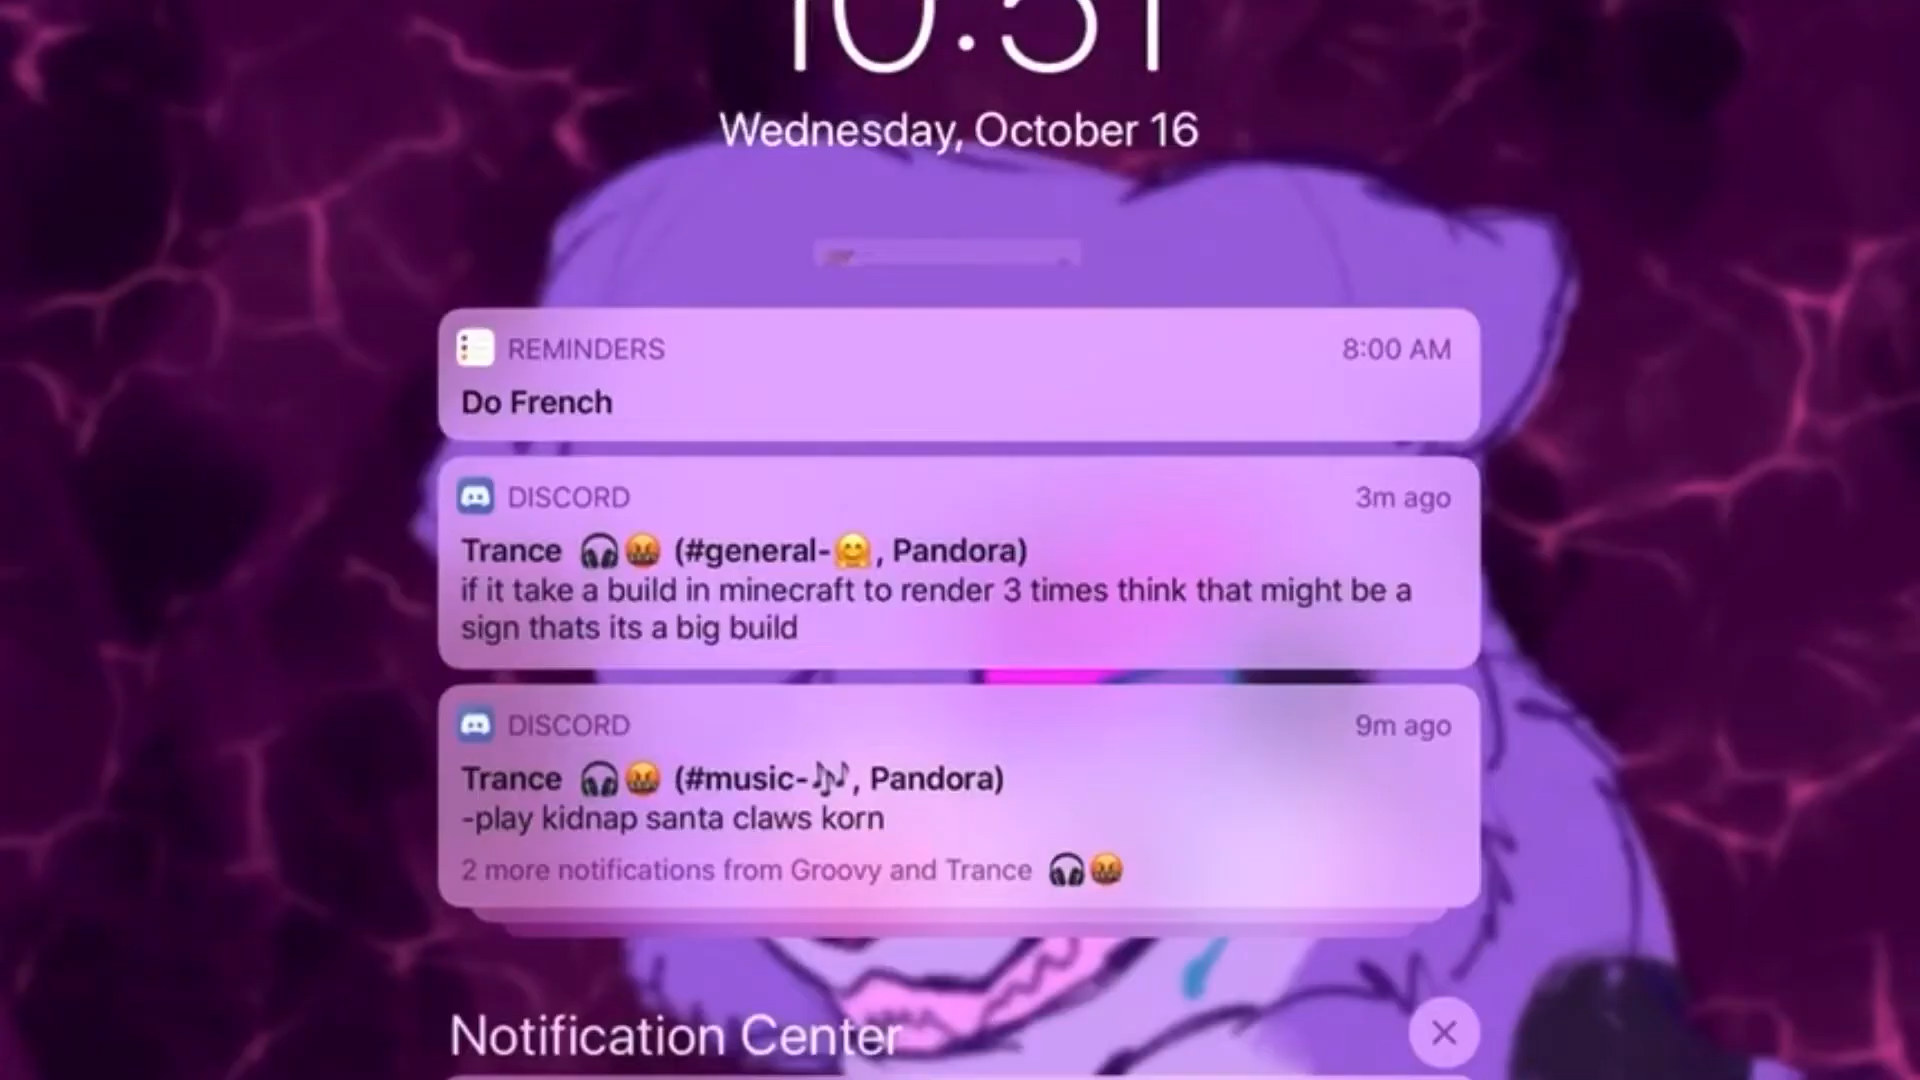 10:51
Wednesday, October 16
REMINDERS 8:00 AM
Do French
DISCORD 3m ago
Trance 🎧🤬 (#general-🤗, Pandora)
if it take a build in minecraft to render 3 times think that might be a
sign thats its a big build
DISCORD 9m ago
Trance 🎧🤬 (#music-🎶, Pandora)
-play kidnap santa claws korn
2 more notifications from Groovy and Trance 🎧🤬
Notification Center